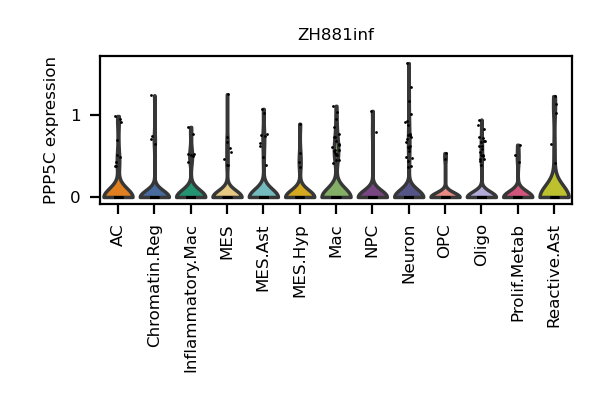 ZH881inf
PPP5C expression
1
0
AC
Chromatin.Reg
Inflammatory.Mac
MES
MES.Ast
MES.Hyp
Mac
NPC
Neuron
OPC
Oligo
Prolif.Metab
Reactive.Ast